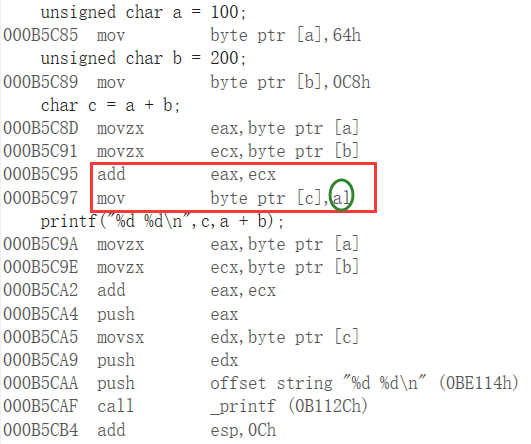 unsigned char a = 100;
000B5C85 mov byte ptr [a],64h
unsigned char b = 200;
000B5C89 mov byte ptr [b],0C8h
char c = a + b;
000B5C8D movzx eax,byte ptr [a]
000B5C91 movzx ecx,byte ptr [b]
000B5C95 add eax,ecx
000B5C97 mov byte ptr [c],al
printf("%d %d\n",c,a + b);
000B5C9A movzx eax,byte ptr [a]
000B5C9E movzx ecx,byte ptr [b]
000B5CA2 add eax,ecx
000B5CA4 push eax
000B5CA5 movsx edx,byte ptr [c]
000B5CA9 push edx
000B5CAA push offset string "%d %d\n" (0BE114h)
000B5CAF call _printf (0B112Ch)
000B5CB4 add esp,0Ch